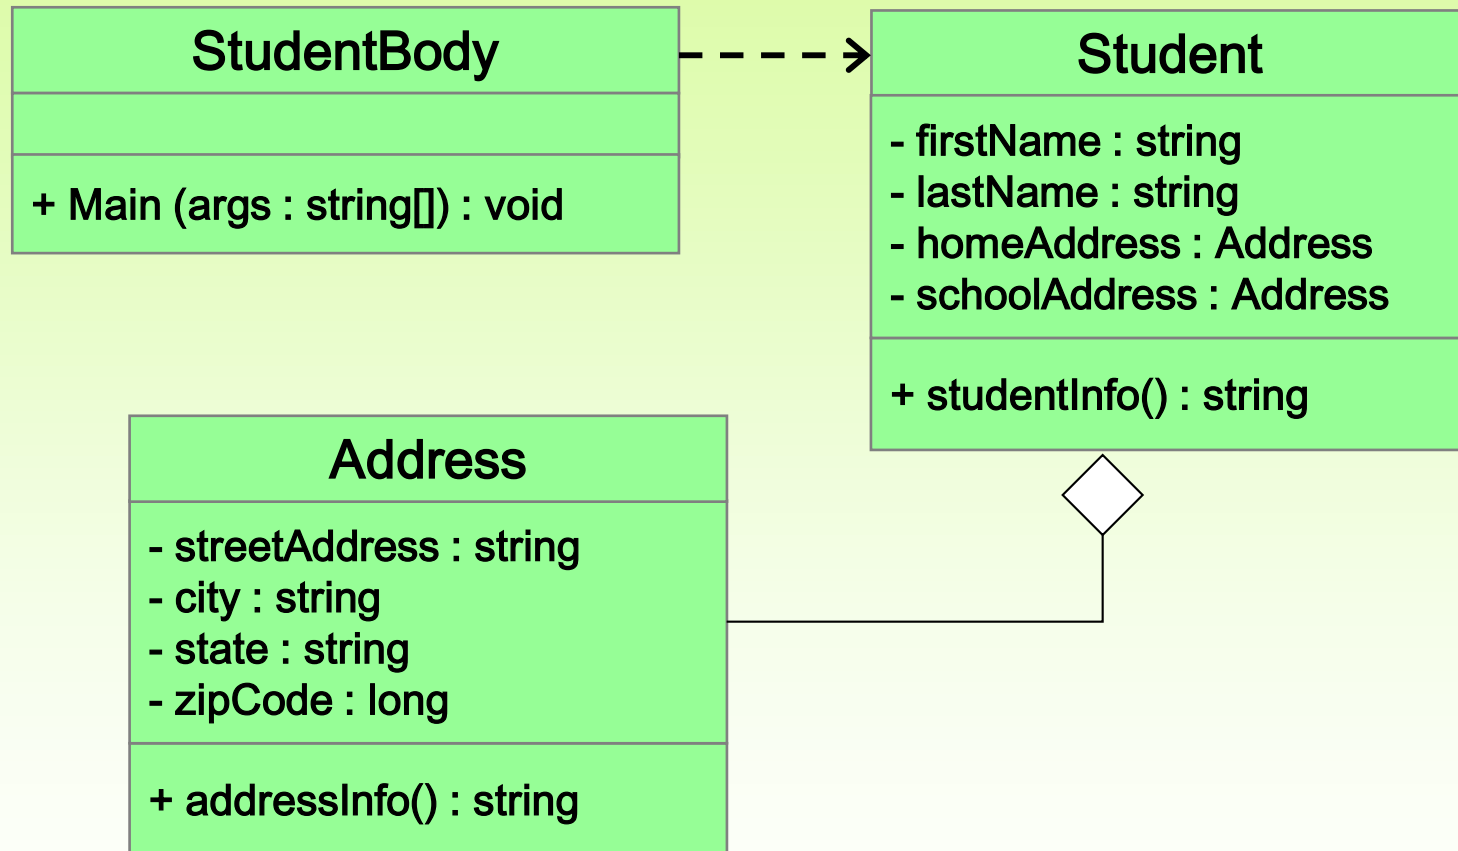 StudentBody
+ Main (args : string[]) : void
Student
- firstName : string
- lastName : string
- homeAddress : Address
- schoolAddress : Address
+ studentInfo() : string
Address
- streetAddress : string
- city : string
- state : string
- zipCode : long
+ addressInfo() : string